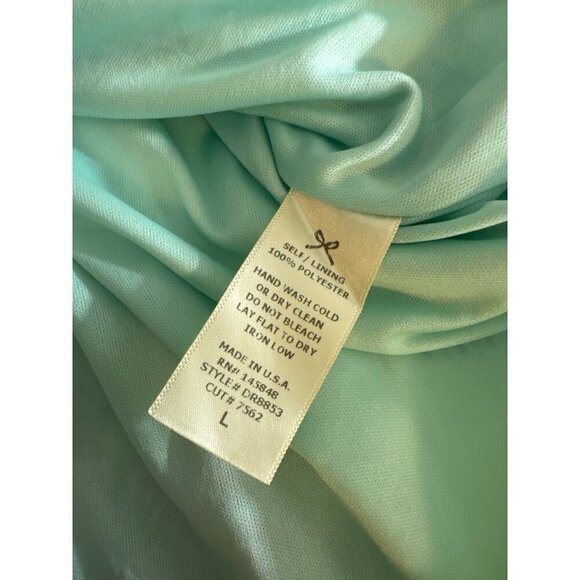 SELF/ LINING
100% POLYESTER
HAND WASH COLD
OR DRY CLEAN
DO NOT BLEACH
LAY FLAT TO DRY
IRON LOW
MADE IN U.S.A.
RN# 145848
STYLE# DR8853
CUT# 7562
L